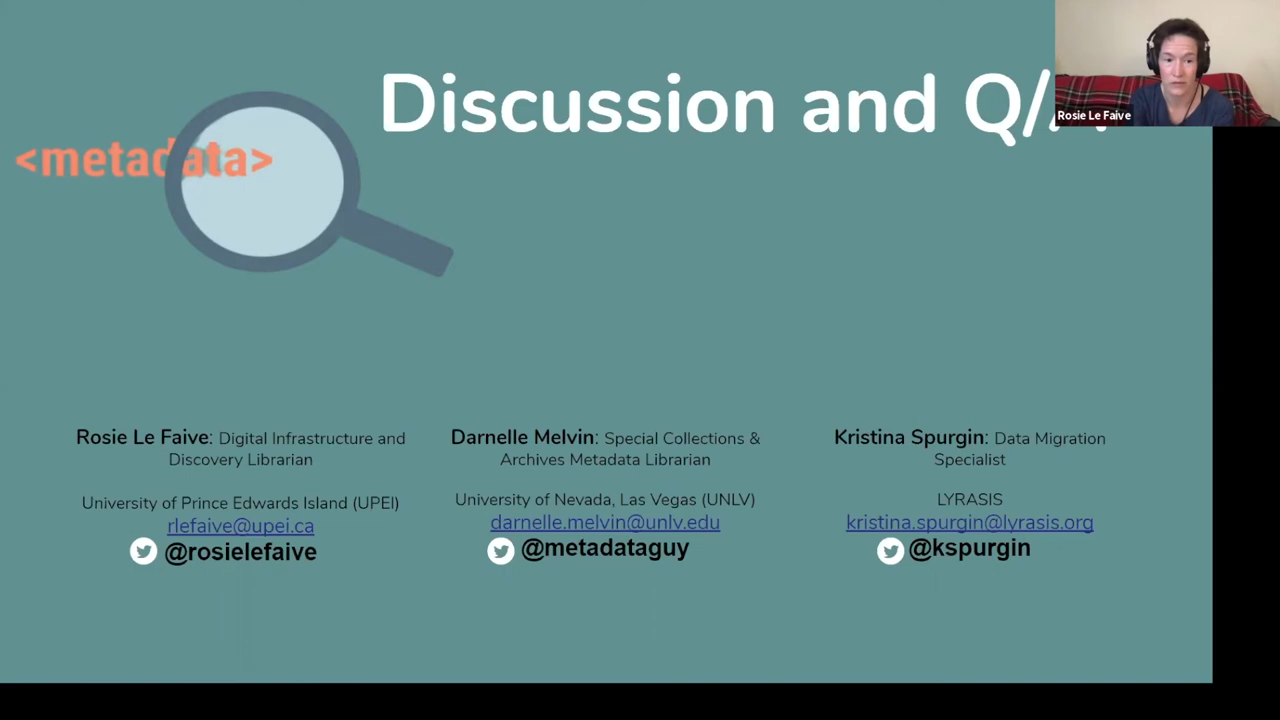 Discussion and Q/
Rosie Le Faive
<metadata>
Rosie Le Faive: Digital Infrastructure and
Discovery Librarian
University of Prince Edwards Island (UPEI)
rlefaive@upei.ca
@rosielefaive
Darnelle Melvin: Special Collections &
Archives Metadata Librarian
University of Nevada, Las Vegas (UNLV)
darnelle.melvin@unlv.edu
@metadataguy
Kristina Spurgin: Data Migration
Specialist
LYRASIS
kristina.spurgin@lyrasis.org
@kspurgin